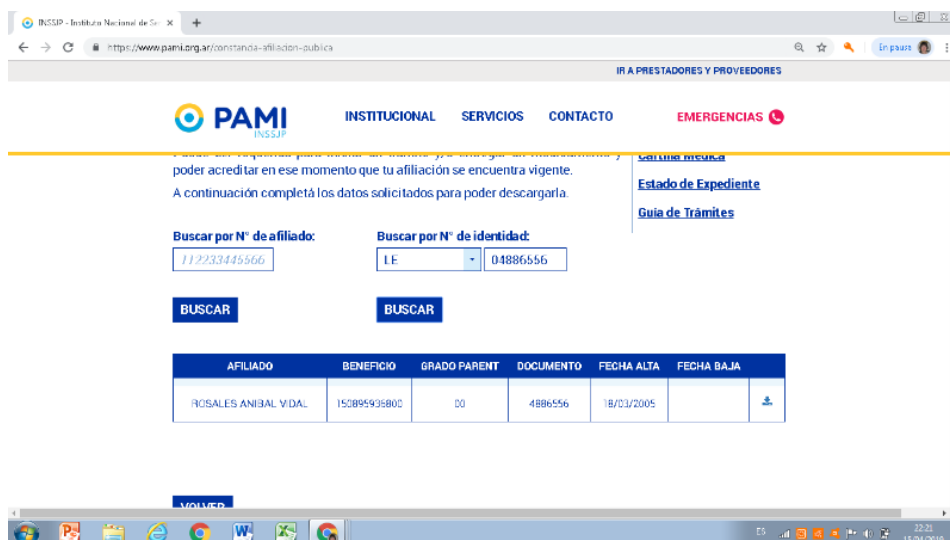 INSSJP - Instituto Nacional de Ser
https://www.pami.org.ar/constancia-afiliacion-publica
En pausa
IR A PRESTADORES Y PROVEEDORES
PAMI
INSSJP
INSTITUCIONAL SERVICIOS CONTACTO
EMERGENCIAS
Cartilla Médica
poder acreditar en ese momento que tu afiliación se encuentra vigente.
Estado de Expediente
A continuación completá los datos solicitados para poder descargarla.
Guía de Trámites
Buscar por N° de afiliado: Buscar por N° de identidad:
112233445566 LE 04886556
BUSCAR BUSCAR
AFILIADO BENEFICIO GRADO PARENT DOCUMENTO FECHA ALTA FECHA BAJA
ROSALES ANIBAL VIDAL 150895936800 00 4886556 18/03/2005
VOLVER
ES 22:21